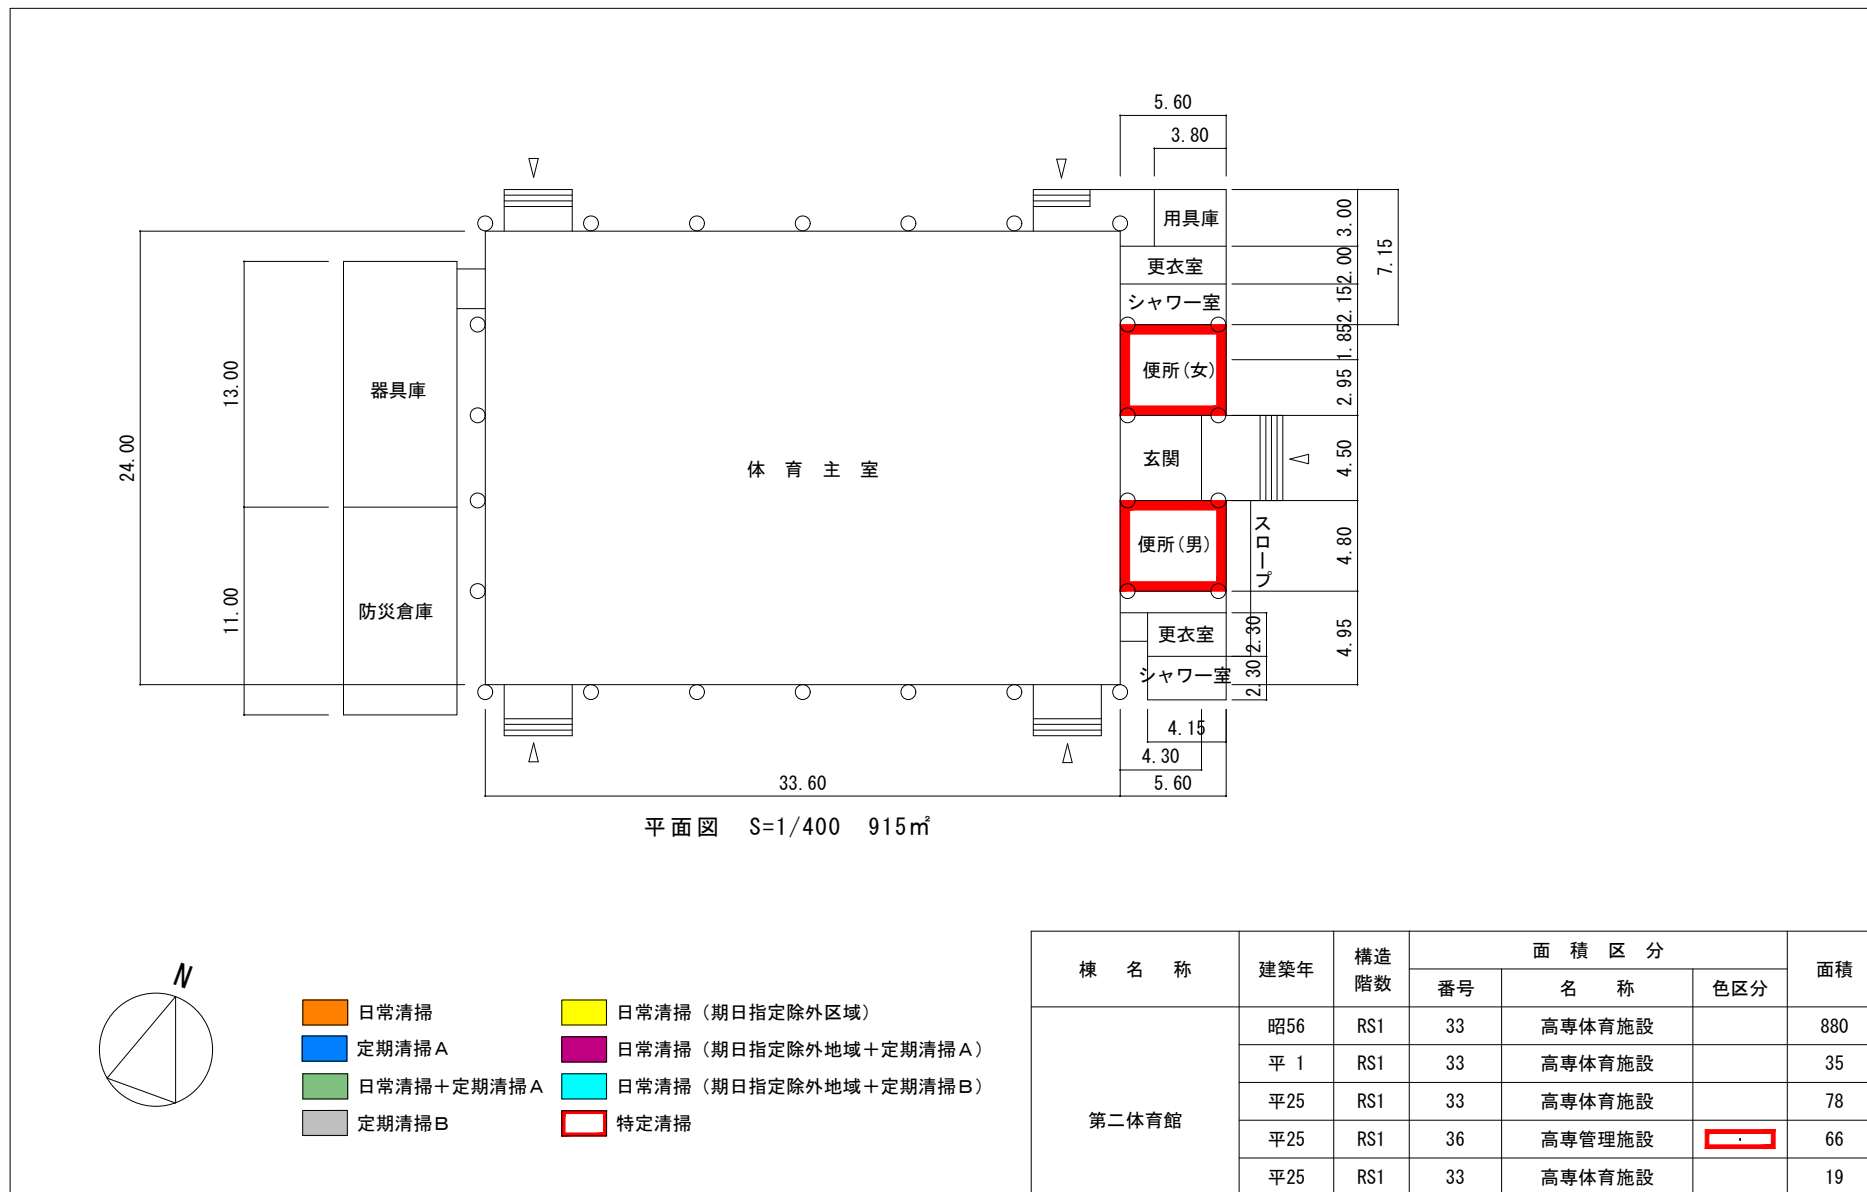 5.60
3.80
用具庫
3.00
更衣室
2.00
7.15
シャワー室
2.15
1.85
便所(女)
2.95
13.00
器具庫
24.00
体 育 主 室
玄関
4.50
便所(男)
スロープ
4.80
11.00
防災倉庫
更衣室
2.30
4.95
シャワー室
2.30
4.15
4.30
33.60
5.60
平面図 S=1/400 915㎡
N
日常清掃
定期清掃A
日常清掃+定期清掃A
定期清掃B
日常清掃(期日指定除外区域)
日常清掃(期日指定除外地域+定期清掃A)
日常清掃(期日指定除外地域+定期清掃B)
特定清掃
棟 名 称 建築年 構造階数 面 積 区 分 面積
番号 名 称 色区分
第二体育館
昭56 RS1 33 高専体育施設 880
平 1 RS1 33 高専体育施設 35
平25 RS1 33 高専体育施設 78
平25 RS1 36 高専管理施設 66
平25 RS1 33 高専体育施設 19